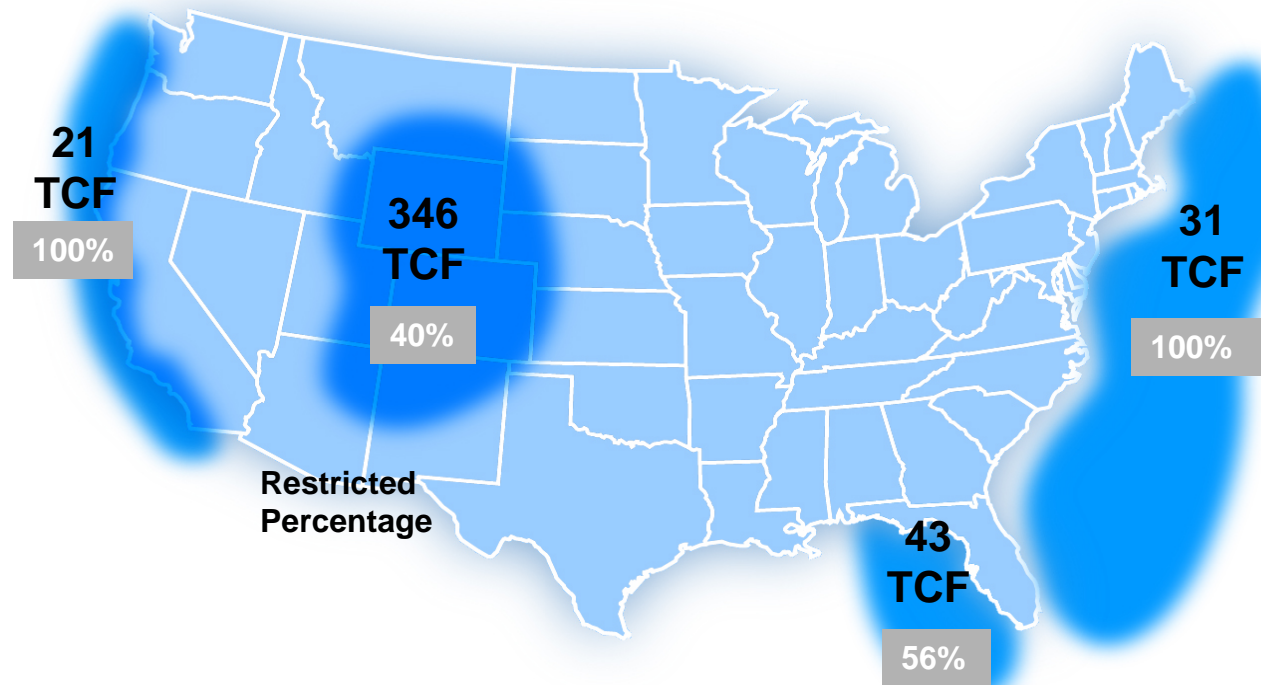 21
TCF
100%
346
TCF
40%
31
TCF
100%
Restricted
Percentage
43
TCF
56%